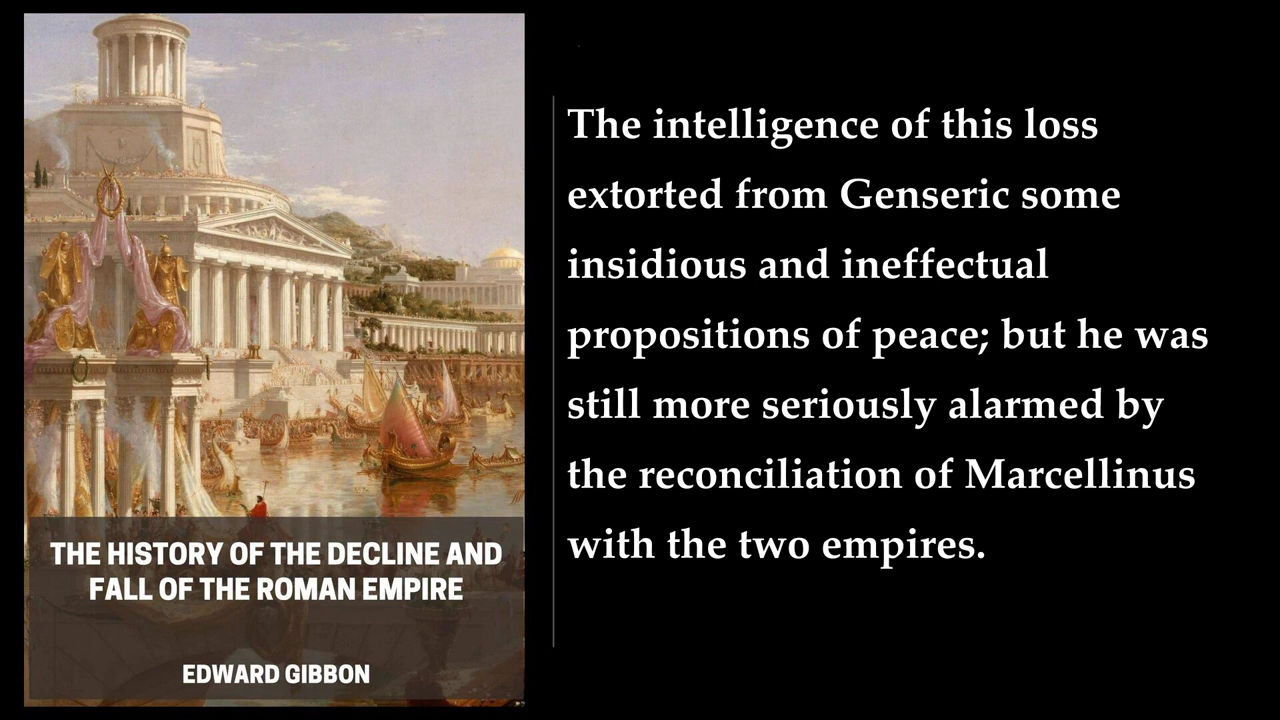 THE HISTORY OF THE DECLINE AND
FALL OF THE ROMAN EMPIRE
EDWARD GIBBON
The intelligence of this loss
extorted from Genseric some
insidious and ineffectual
propositions of peace; but he was
still more seriously alarmed by
the reconciliation of Marcellinus
with the two empires.